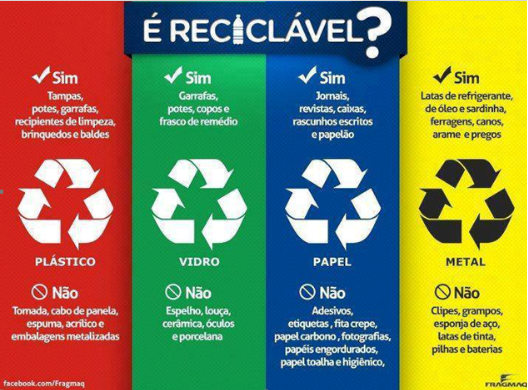 É RECICLÁVEL?
Sim
Tampas,
potes, garrafas,
recipientes de limpeza,
brinquedos e baldes
PLÁSTICO
Não
Tomada, cabo de panela,
espuma, acrílico e
embalagens metalizadas
Sim
Garrafas,
potes, copos e
frasco de remédio
VIDRO
Não
Espelho, louça,
cerâmica, óculos
e porcelana
Sim
Jornais,
revistas, caixas,
rascunhos escritos
e papelão
PAPEL
Não
Adesivos,
etiquetas , fita crepe,
papel carbono , fotografias,
papéis engordurados,
papel toalha e higiênico,
Sim
Latas de refrigerante,
de óleo e sardinha,
ferragens, canos,
arame e pregos
METAL
Não
Clipes, grampos,
esponja de aço,
latas de tinta,
pilhas e baterias
facebook.com/Fragmaq
FRAGMAQ